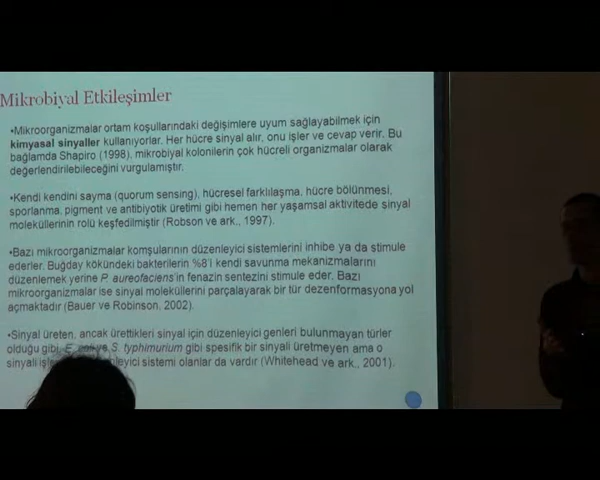 Mikrobiyal Etkileşimler
•Mikroorganizmalar ortam koşullarındaki değişimlere uyum sağlayabilmek için
kimyasal sinyaller kullanıyorlar. Her hücre sinyal alır, onu işler ve cevap verir. Bu
bağlamda Shapiro (1998), mikrobiyal kolonilerin çok hücreli organizmalar olarak
değerlendirilebileceğini vurgulamıştır.
•Kendi kendini sayma (quorum sensing), hücresel farklılaşma, hücre bölünmesi,
sporlanma, pigment ve antibiyotik üretimi gibi hemen her yaşamsal aktivitede sinyal
moleküllerinin rolü keşfedilmiştir (Robson ve ark., 1997).
•Bazı mikroorganizmalar komşularının düzenleyici sistemlerini inhibe ya da stimule
ederler. Buğday kökündeki bakterilerin %8'i kendi savunma mekanizmalarını
düzenlemek yerine P. aureofaciens'in fenazin sentezini stimule eder. Bazı
mikroorganizmalar ise sinyal moleküllerini parçalayarak bir tür dezenformasyona yol
açmaktadır (Bauer ve Robinson, 2002).
•Sinyal üreten, ancak ürettikleri sinyal için düzenleyici genleri bulunmayan türler
olduğu gibi, E. coli ve S. typhimurium gibi spesifik bir sinyali üretmeyen ama o
sinyali düzenleyici sistemi olanlar da vardır (Whitehead ve ark., 2001).